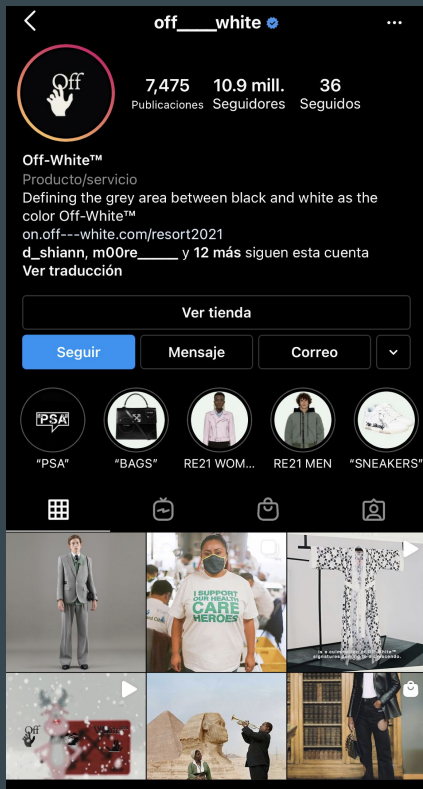 off____white
Off
7,475 10.9 mill. 36
Publicaciones Seguidores Seguidos
Off-White™
Producto/servicio
Defining the grey area between black and white as the
color Off-White™
on.off---white.com/resort2021
d_shiann, m00re_____ y 12 más siguen esta cuenta
Ver traducción
Ver tienda
Seguir Mensaje Correo
"PSA"
"PSA" "BAGS" RE21 WOM... RE21 MEN "SNEAKERS"
I SUPPORT
OUR HEALTH
CARE
HEROES
Off